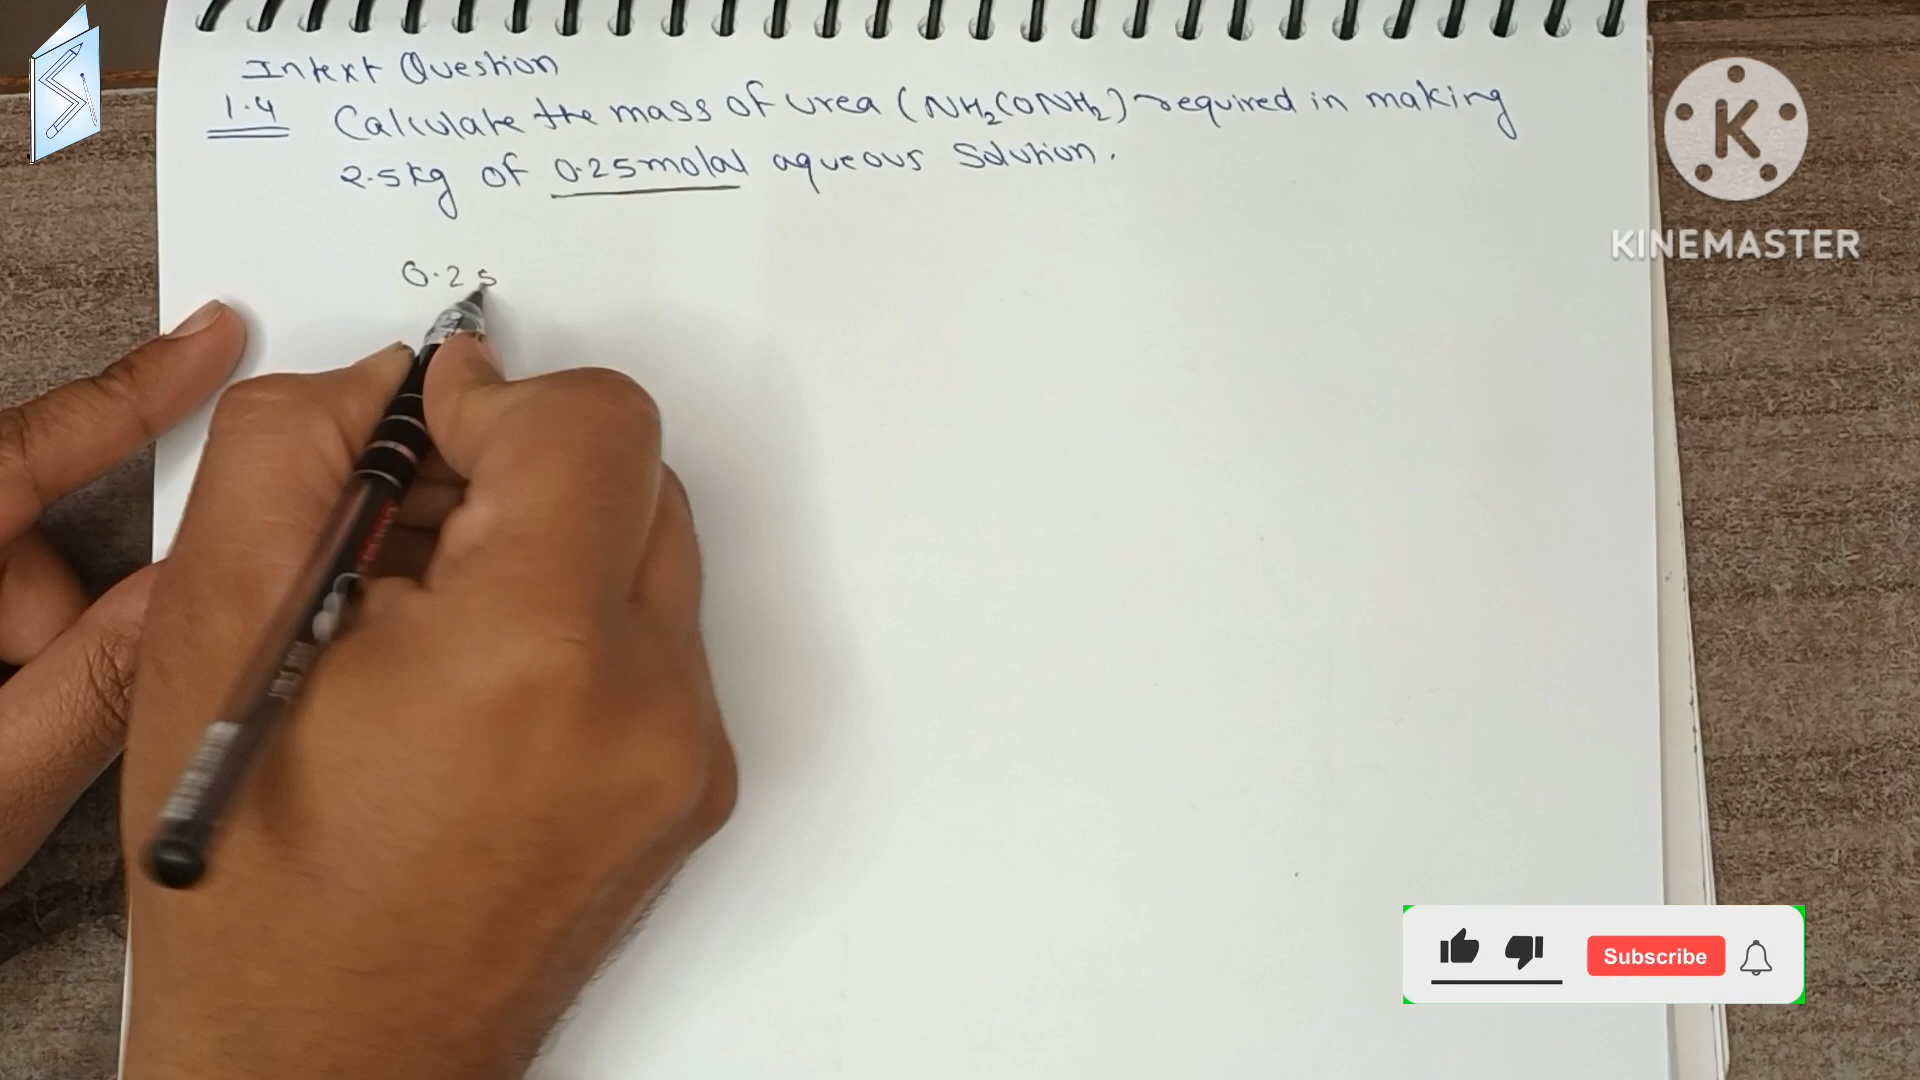 Intext Question
1.4 Calculate the mass of urea (NH₂CONH₂) required in making
2.5kg of 0.25molal aqueous Solution.
0.25
K
KINEMASTER
Subscribe